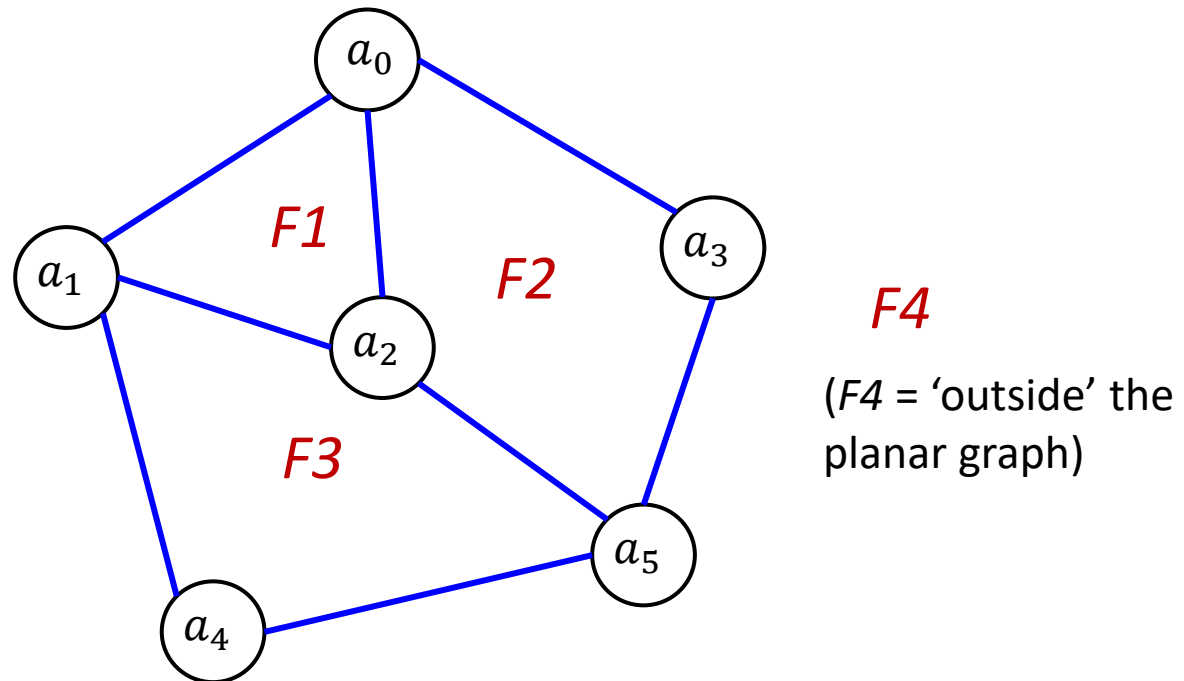 a₀
F1
a₃
F2
a₁
F4
a₂
(F4 = ‘outside’ the
planar graph)
F3
a₅
a₄